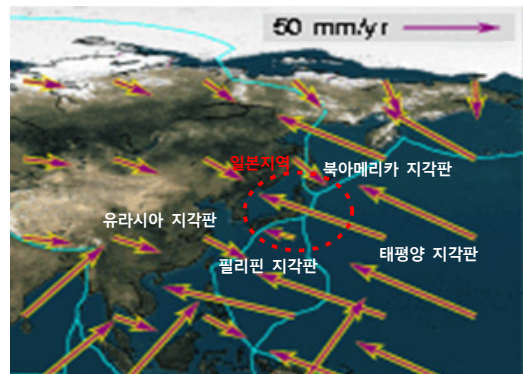 50 mm/yr
일본지역
북아메리카 지각판
유라시아 지각판
태평양 지각판
필리핀 지각판